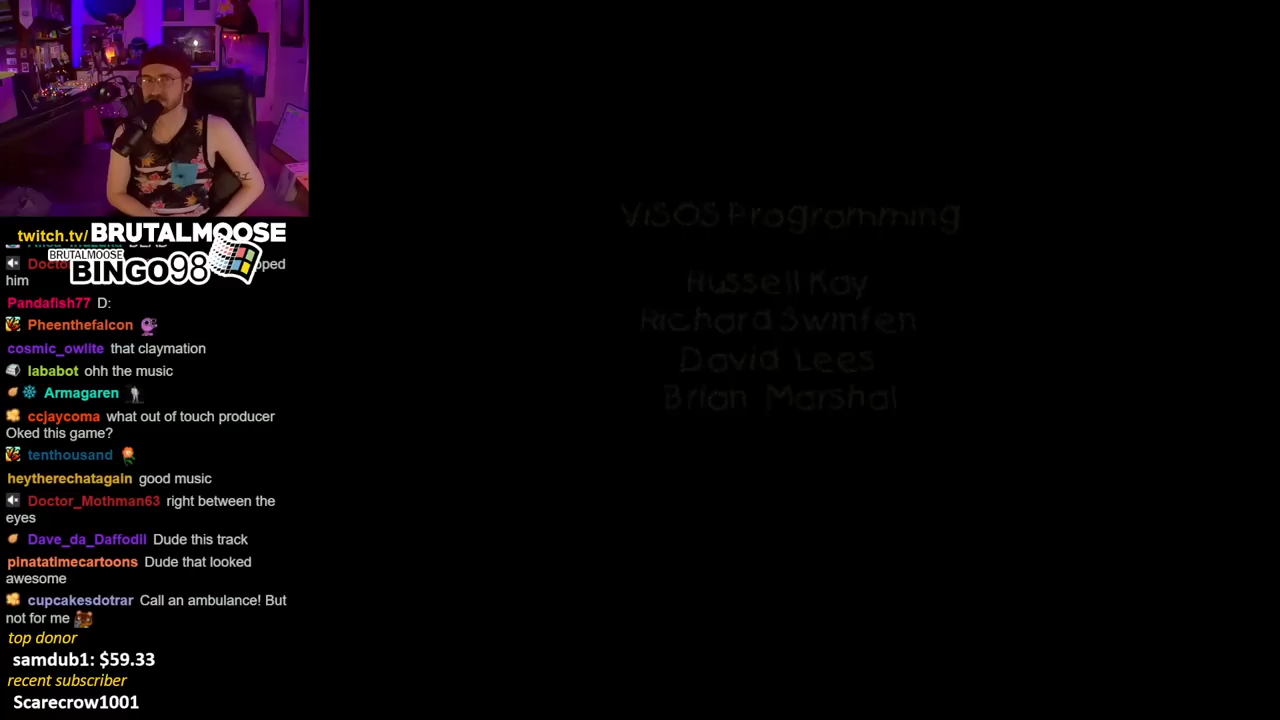 twitch.tv/BRUTALMOOSE
BRUTALMOOSE
BINGO98
pped
him
Pandafish77 D:
Pheenthefalcon
cosmic_owlite that claymation
lababot ohh the music
Armagaren
ccjaycoma what out of touch producer
Oked this game?
tenthousand
heytherechatagain good music
Doctor_Mothman63 right between the
eyes
Dave_da_Daffodil Dude this track
pinatatimecartoons Dude that looked
awesome
cupcakesdotrar Call an ambulance! But
not for me
top donor
samdub1: $59.33
recent subscriber
Scarecrow1001
ViSOS Programming
Russell Kay
Richard Swinfen
David Lees
Brian Marshal